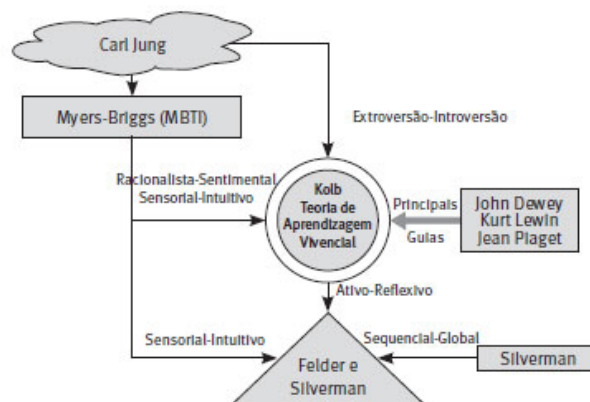 Carl Jung
Myers-Briggs (MBTI)
Extroversão-Introversão
Racionalista-Sentimental
Sensorial-Intuitivo
Kolb
Teoria de
Aprendizagem
Vivencial
Principais
Guias
John Dewey
Kurt Lewin
Jean Piaget
Ativo-Reflexivo
Sensorial-Intuitivo
Sequencial-Global
Silverman
Felder e
Silverman